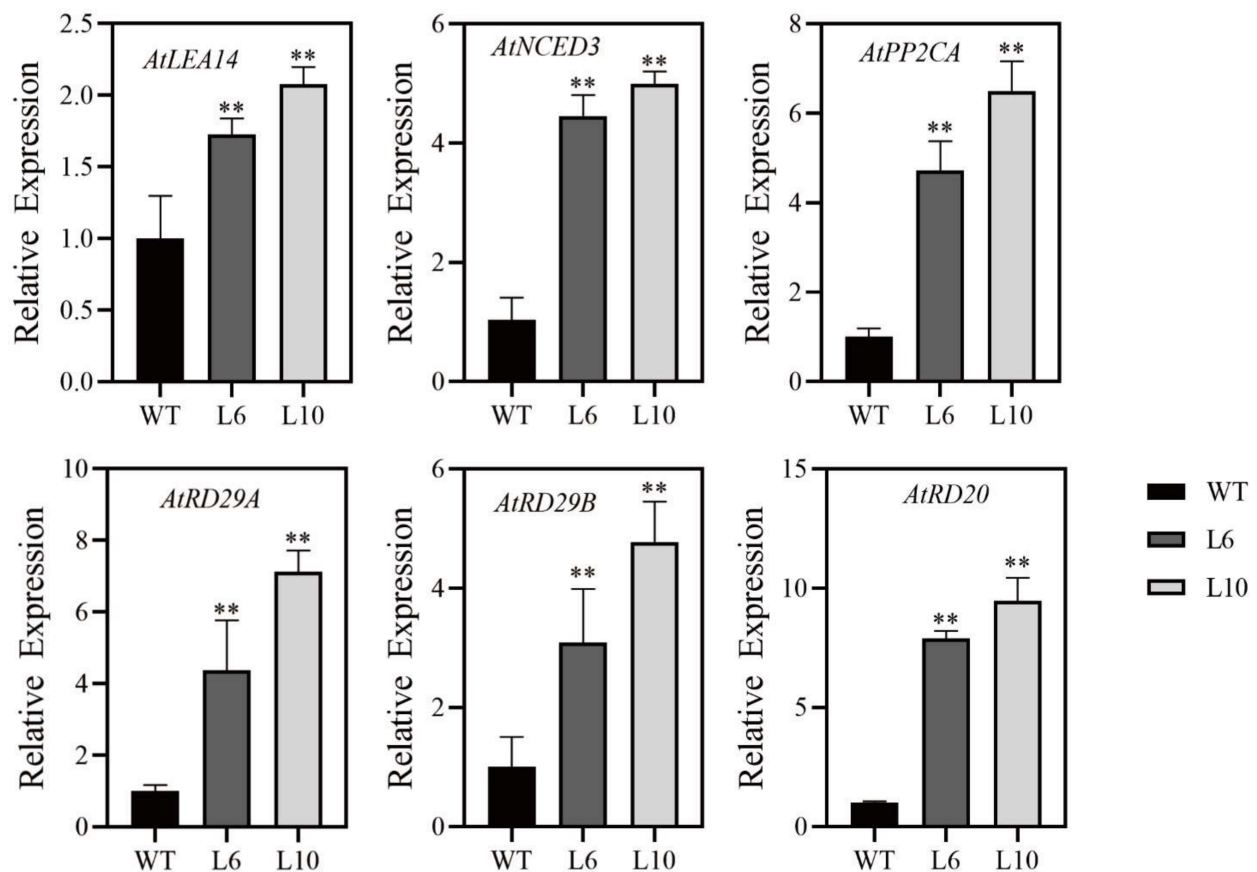 AtLEA14
Relative Expression
2.5
2.0
1.5
1.0
0.5
0.0
**
**
WT L6 L10
AtNCED3
Relative Expression
6
4
2
0
**
**
WT L6 L10
AtPP2CA
Relative Expression
8
6
4
2
0
**
**
WT L6 L10
AtRD29A
Relative Expression
10
8
6
4
2
0
**
**
WT L6 L10
AtRD29B
Relative Expression
6
4
2
0
**
**
WT L6 L10
AtRD20
Relative Expression
15
10
5
0
**
**
WT L6 L10
WT
L6
L10